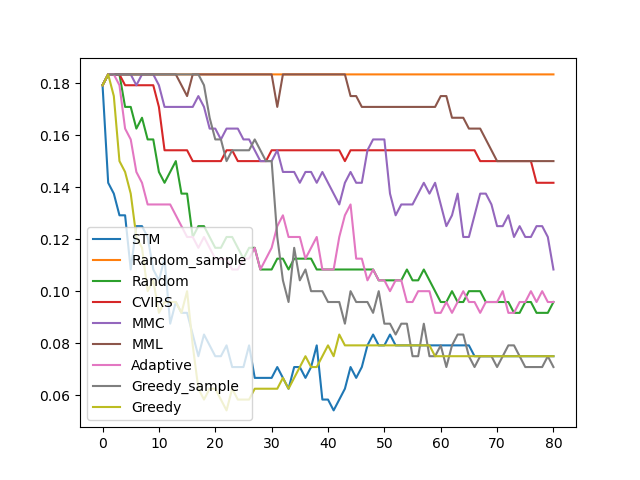 0.18
0.16
0.14
0.12
0.10
0.08
0.06
STM
Random_sample
Random
CVIRS
MMC
MML
Adaptive
Greedy_sample
Greedy
0 10 20 30 40 50 60 70 80